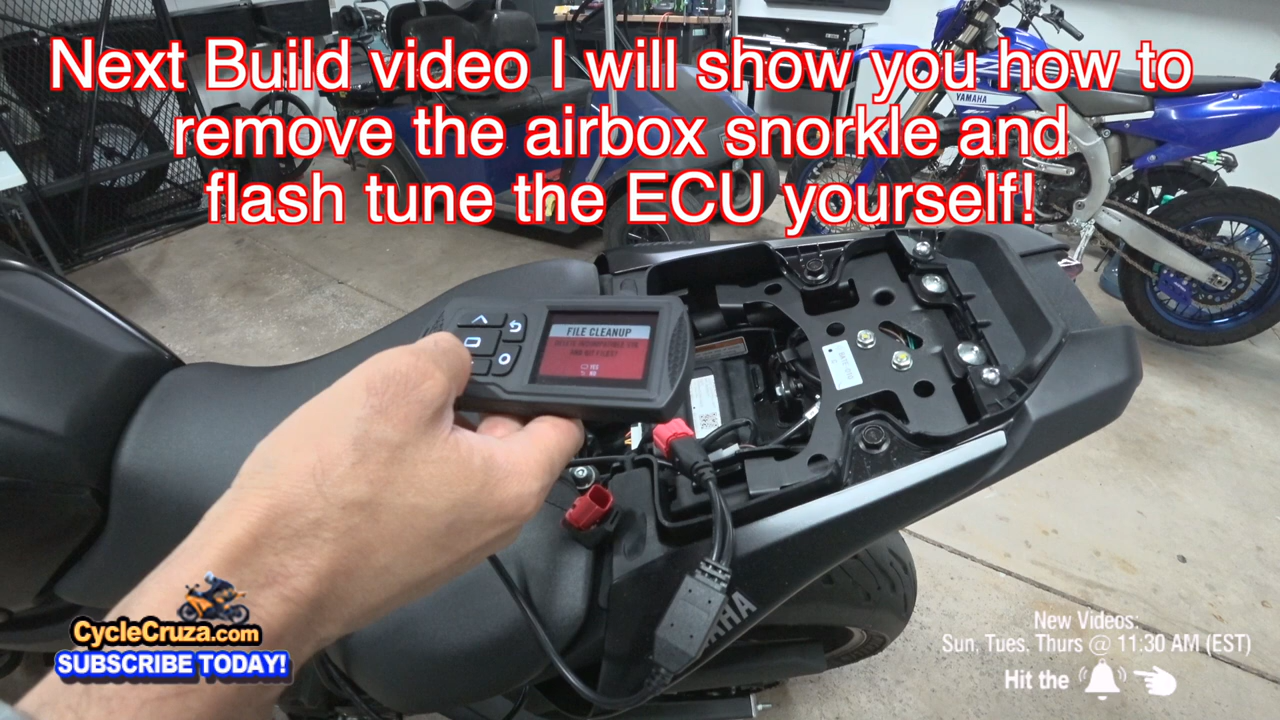 Next Build video I will show you how to
remove the airbox snorkle and
flash tune the ECU yourself!
YAMAHA
FILE CLEANUP
YES
NO
YAMAHA
CycleCruza.com
SUBSCRIBE TODAY!
New Videos:
Sun, Tues, Thurs @ 11:30 AM (EST)
Hit the